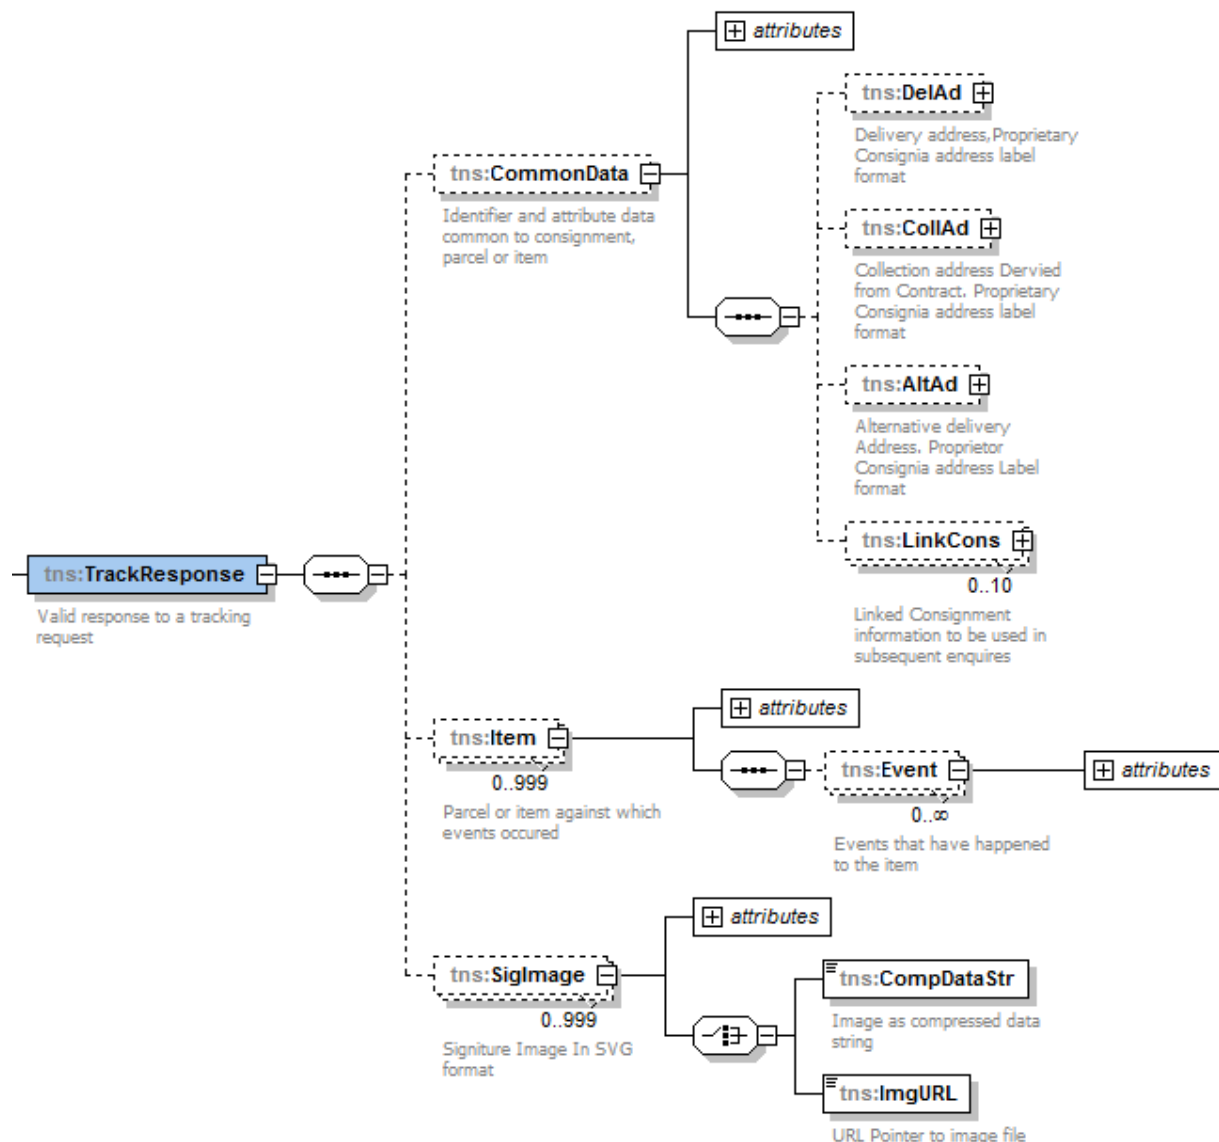 attributes
tns:DelAd
Delivery address,Proprietary
Consignia address label
format
tns:CommonData
Identifier and attribute data
common to consignment,
parcel or item
tns:CollAd
Collection address Dervied
from Contract. Proprietary
Consignia address label
format
tns:AltAd
Alternative delivery
Address. Proprietor
Consignia address Label
format
tns:LinkCons
0..10
Linked Consignment
information to be used in
subsequent enquires
tns:TrackResponse
Valid response to a tracking
request
attributes
tns:Item
0..999
Parcel or item against which
events occured
tns:Event
0..∞
Events that have happened
to the item
attributes
attributes
tns:SigImage
0..999
Signiture Image In SVG
format
tns:CompDataStr
Image as compressed data
string
tns:ImgURL
URL Pointer to image file